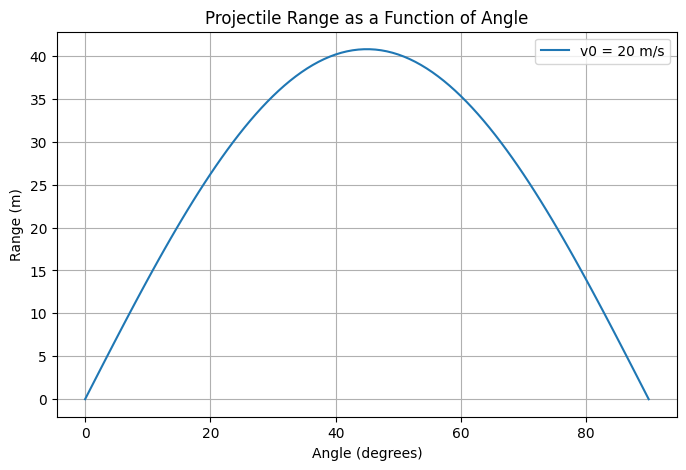 Projectile Range as a Function of Angle
v0 = 20 m/s
Range (m)
40
35
30
25
20
15
10
5
0
0 20 40 60 80
Angle (degrees)